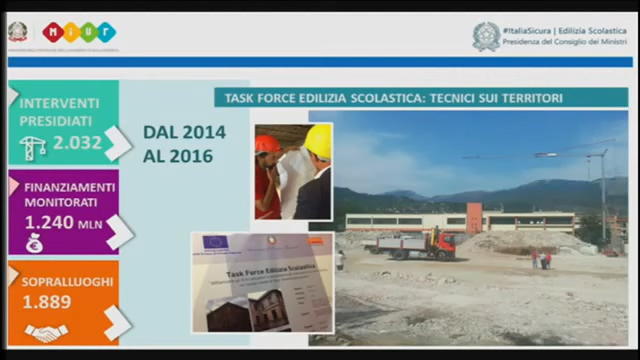 MIUR
#ItaliaSicura | Edilizia Scolastica
Presidenza del Consiglio dei Ministri
TASK FORCE EDILIZIA SCOLASTICA: TECNICI SUI TERRITORI
INTERVENTI
PRESIDIATI
2.032
DAL 2014
AL 2016
FINANZIAMENTI
MONITORATI
1.240 MLN
€
SOPRALLUOGHI
1.889
Task Force Edilizia Scolastica